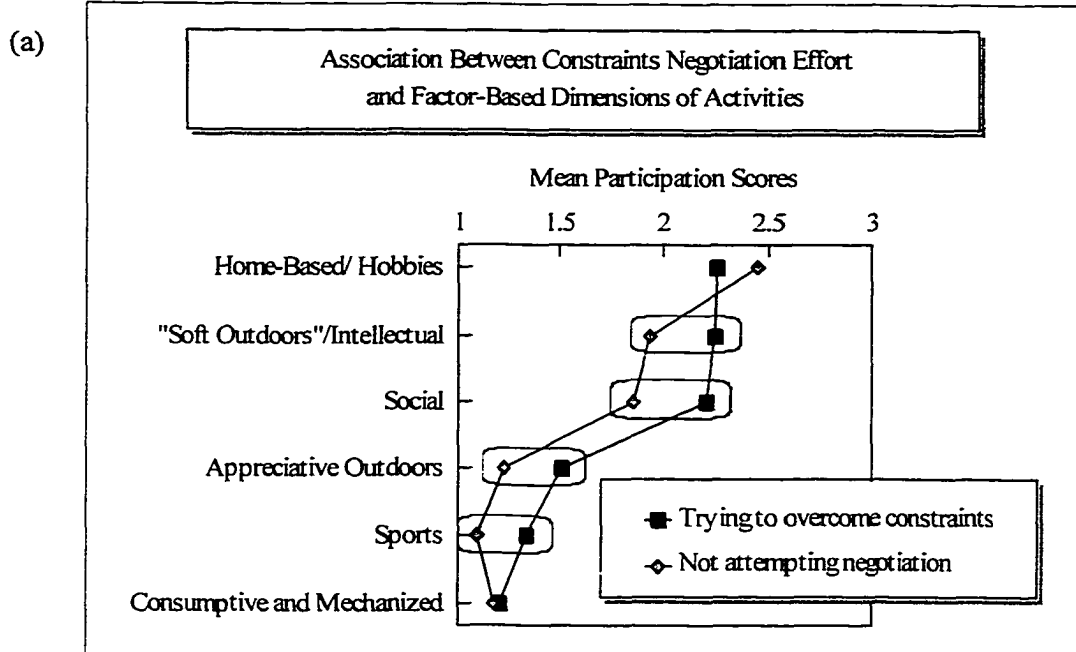 (a)
Association Between Constraints Negotiation Effort
and Factor-Based Dimensions of Activities
Mean Participation Scores
1 1.5 2 2.5 3
Home-Based/ Hobbies
"Soft Outdoors"/Intellectual
Social
Appreciative Outdoors
Sports
Consumptive and Mechanized
Trying to overcome constraints
Not attempting negotiation